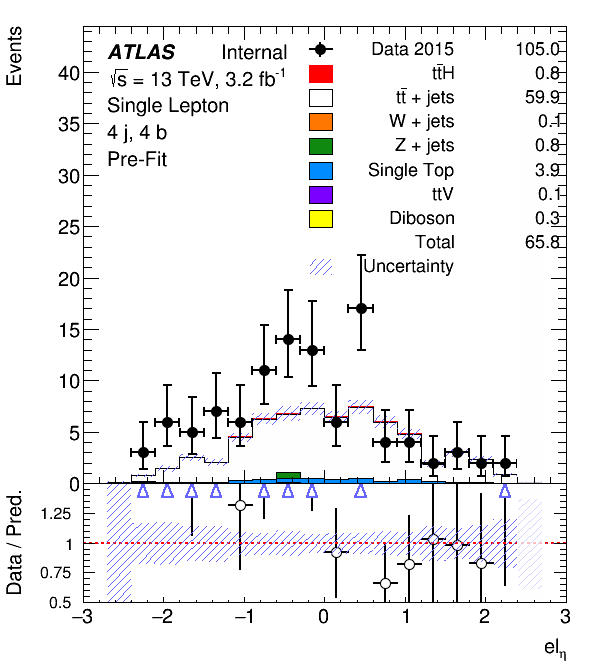 Events
ATLAS Internal
√s = 13 TeV, 3.2 fb⁻¹
Single Lepton
4 j, 4 b
Pre-Fit
Data 2015 105.0
tt̄H 0.8
tt̄ + jets 59.9
W + jets 0.1
Z + jets 0.8
Single Top 3.9
ttV 0.1
Diboson 0.3
Total 65.8
Uncertainty
40
35
30
25
20
15
10
5
0
Data / Pred.
1.25
1
0.75
0.5
−3 −2 −1 0 1 2 3
el_η